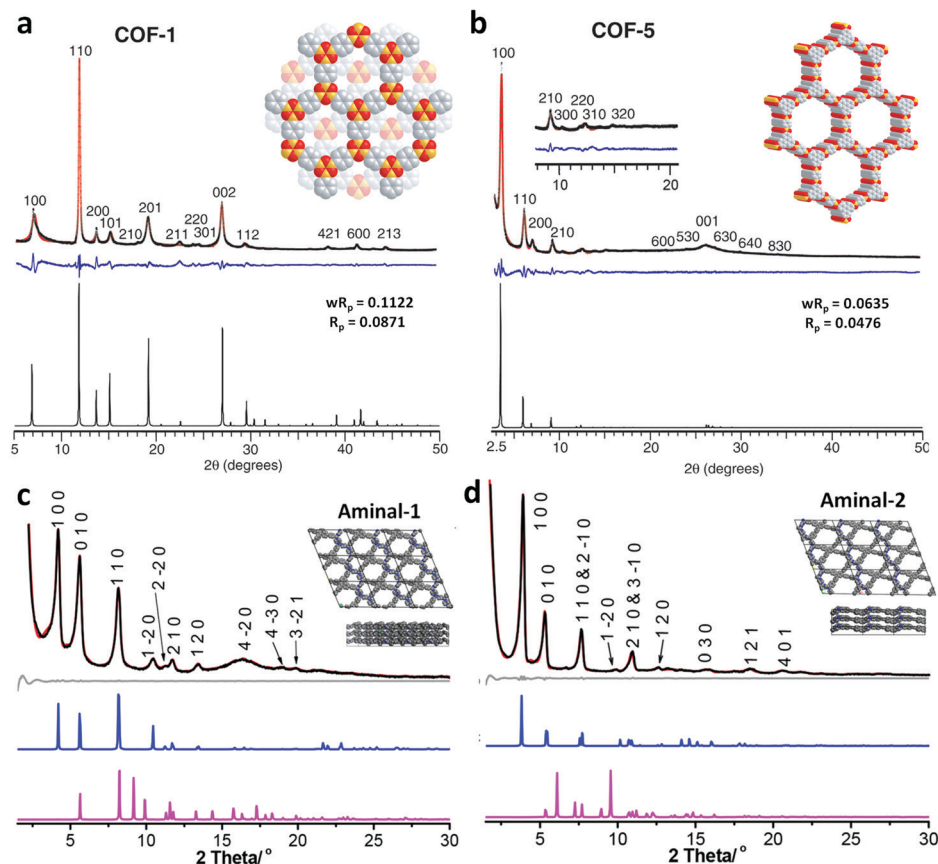 a
COF-1
110
100
200
101
210
201
211
220
301
002
112
421 600 213
wRp = 0.1122
Rp = 0.0871
5 10 20 30 40 50
2θ (degrees)
b
COF-5
100
210
300
220
310
320
10 20
110
200
210
001
600 530 630 640 830
wRp = 0.0635
Rp = 0.0476
2.5 10 20 30 40 50
2θ (degrees)
c
Aminal-1
1 0 0
0 1 0
1 1 0
1 -2 0
2 -2 0
2 1 0
1 2 0
4 -2 0
4 -3 0
3 -2 1
5 10 15 20 25 30
2 Theta/°
d
Aminal-2
1 0 0
0 1 0
1 1 0 & 2 -1 0
1 -2 0
2 1 0 & 3 -1 0
1 2 0
0 3 0
1 2 1
4 0 1
5 10 15 20 25 30
2 Theta/°